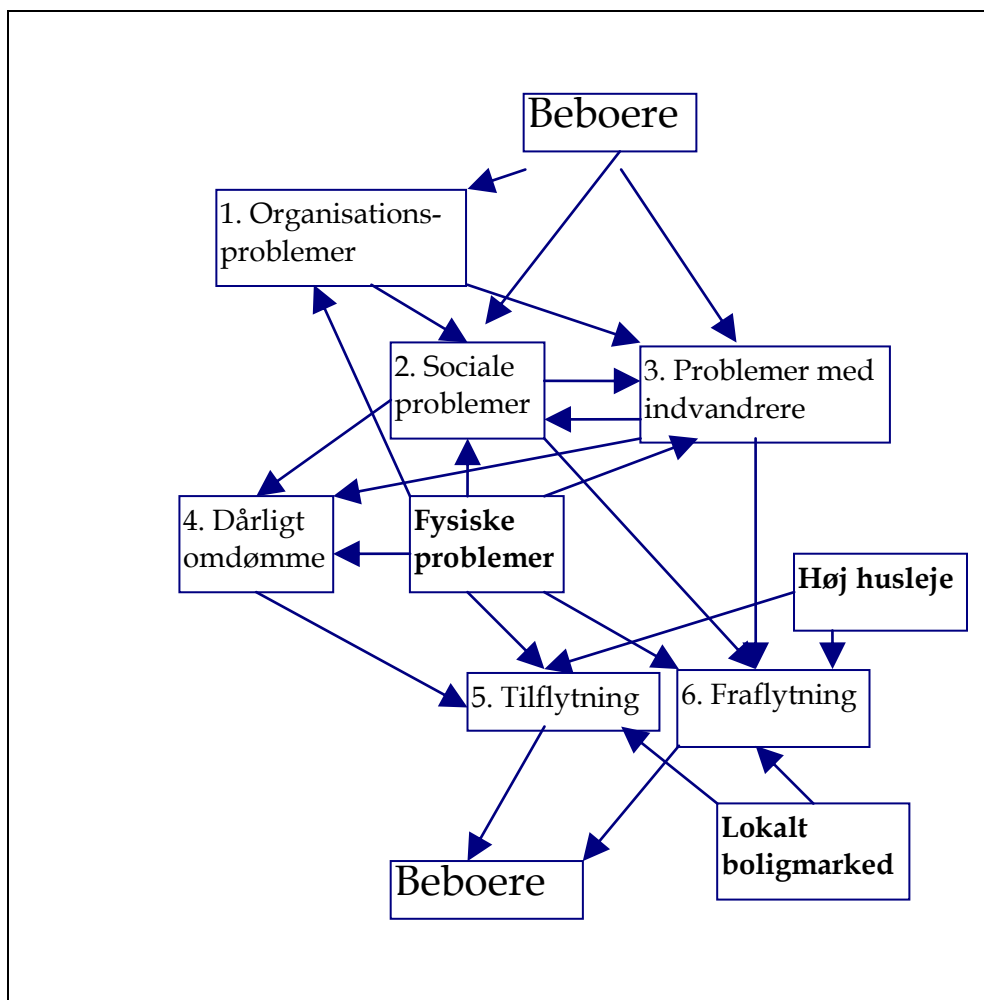 Beboere
1. Organisations-
problemer
2. Sociale
problemer
3. Problemer med
indvandrere
4. Dårligt
omdømme
Fysiske
problemer
Høj husleje
5. Tilflytning
6. Fraflytning
Lokalt
boligmarked
Beboere